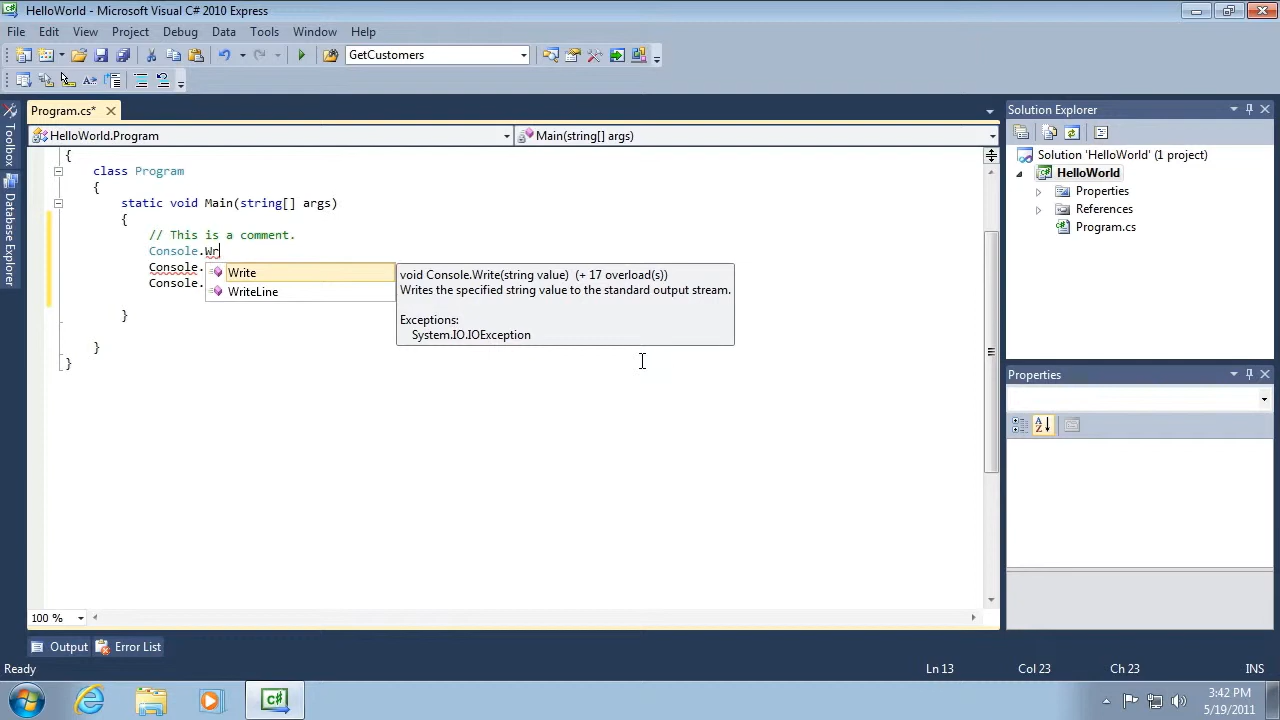 HelloWorld - Microsoft Visual C# 2010 Express
File Edit View Project Debug Data Tools Window Help
GetCustomers
Program.cs*
HelloWorld.Program
Main(string[] args)
{
class Program
{
static void Main(string[] args)
{
// This is a comment.
Console.Wr
Console.
Console.
}
}
}
Write
WriteLine
void Console.Write(string value) (+ 17 overload(s))
Writes the specified string value to the standard output stream.
Exceptions:
System.IO.IOException
Toolbox
Database Explorer
Solution Explorer
Solution 'HelloWorld' (1 project)
HelloWorld
Properties
References
Program.cs
Properties
100 %
Output Error List
Ready Ln 13 Col 23 Ch 23 INS
3:42 PM
5/19/2011